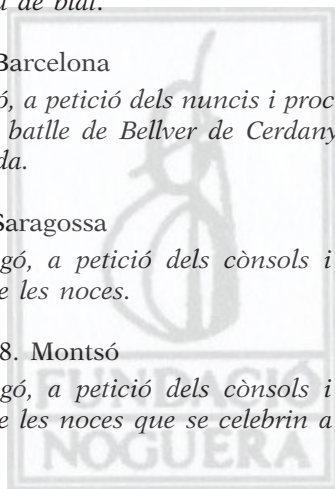 de blat.
Barcelona
ó, a petició dels nuncis i proc
batlle de Bellver de Cerdany
da.
Saragossa
gó, a petició dels cònsols i
e les noces.
8. Montsó
gó, a petició dels cònsols i
e les noces que se celebrin a
FUNDACIÓ
NOGUERA